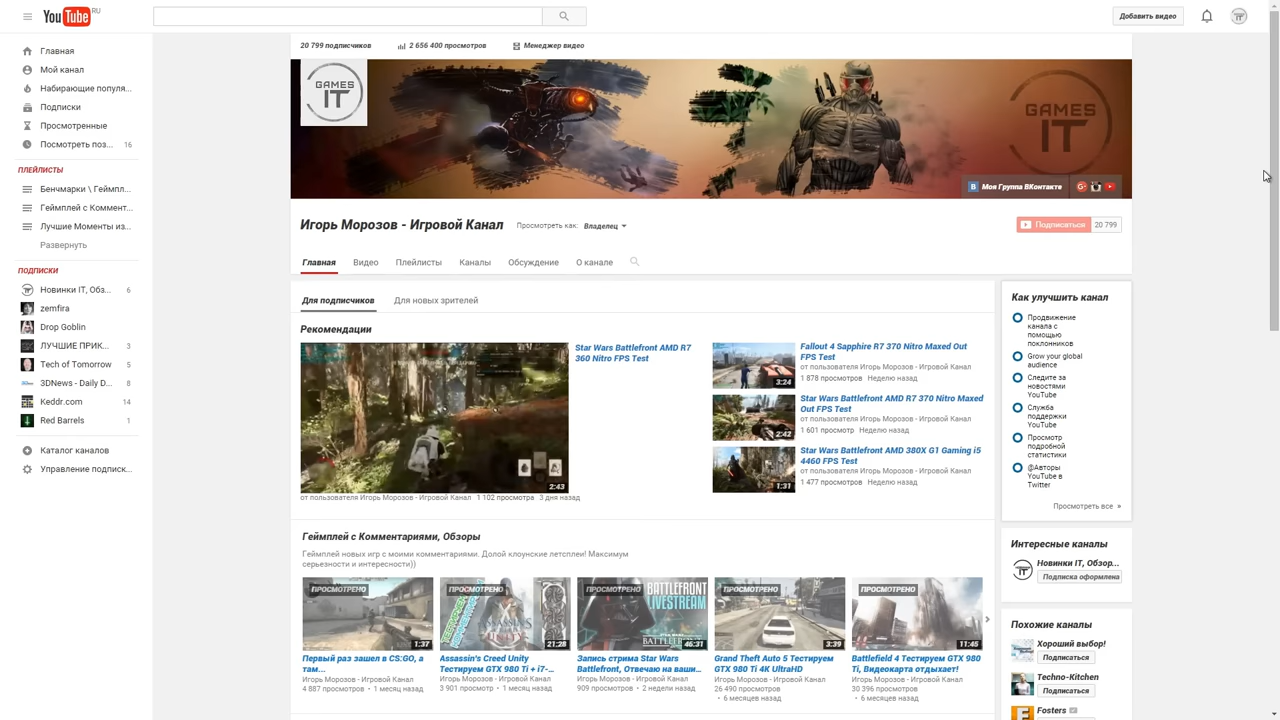 YouTube RU
Добавить видео
Главная
Мой канал
Набирающие популя...
Подписки
Просмотренные
Посмотреть поз... 16
ПЛЕЙЛИСТЫ
Бенчмарки \ Геймпл...
Геймплей с Коммент...
Лучшие Моменты из...
Развернуть
ПОДПИСКИ
Новинки IT, Обз... 6
zemfira
Drop Goblin
ЛУЧШИЕ ПРИК... 3
Tech of Tomorrow 5
3DNews - Daily D... 8
Keddr.com 14
Red Barrels 1
Каталог каналов
Управление подписк...
20 799 подписчиков 2 656 400 просмотров Менеджер видео
GAMES
IT
GAMES
IT
Моя Группа ВКонтакте
Игорь Морозов - Игровой Канал Просмотреть как: Владелец
Подписаться 20 799
Главная Видео Плейлисты Каналы Обсуждение О канале
Для подписчиков Для новых зрителей
Рекомендации
2:43
Star Wars Battlefront AMD R7
360 Nitro FPS Test
от пользователя Игорь Морозов - Игровой Канал 1 102 просмотра 3 дня назад
3:24
Fallout 4 Sapphire R7 370 Nitro Maxed Out
FPS Test
от пользователя Игорь Морозов - Игровой Канал
1 878 просмотров Неделю назад
2:42
Star Wars Battlefront AMD R7 370 Nitro Maxed
Out FPS Test
от пользователя Игорь Морозов - Игровой Канал
1 601 просмотр Неделю назад
1:31
Star Wars Battlefront AMD 380X G1 Gaming i5
4460 FPS Test
от пользователя Игорь Морозов - Игровой Канал
1 477 просмотров Неделю назад
Геймплей с Комментариями, Обзоры
Геймплей новых игр с моими комментариями. Долой клоунские летсплеи! Максимум
серьезности и интересности))
ПРОСМОТРЕНО
1:37
Первый раз зашел в CS:GO, а
там...
Игорь Морозов - Игровой Канал
4 887 просмотров • 1 месяц назад
ПРОСМОТРЕНО
ASSASSIN'S
UNITY
21:28
Assassin's Creed Unity
Тестируем GTX 980 Ti + i7-...
Игорь Морозов - Игровой Канал
3 901 просмотр • 1 месяц назад
ПРОСМОТРЕНО
BATTLEFRONT
LIVESTREAM
46:31
Запись стрима Star Wars
Battlefront, Отвечаю на ваши...
Игорь Морозов - Игровой Канал
909 просмотров • 2 недели назад
ПРОСМОТРЕНО
3:39
Grand Theft Auto 5 Тестируем
GTX 980 Ti 4K UltraHD
Игорь Морозов - Игровой Канал
26 490 просмотров
• 6 месяцев назад
ПРОСМОТРЕНО
11:45
Battlefield 4 Тестируем GTX 980
Ti, Видеокарта отдыхает!
Игорь Морозов - Игровой Канал
30 396 просмотров
• 6 месяцев назад
Как улучшить канал
Продвижение
канала с
помощью
поклонников
Grow your global
audience
Следите за
новостями
YouTube
Служба
поддержки
YouTube
Просмотр
подробной
статистики
@Авторы
YouTube в
Twitter
Просмотреть все »
Интересные каналы
Новинки IT, Обзор...
Подписка оформлена
Похожие каналы
Хороший выбор!
Подписаться
Techno-Kitchen
Подписаться
Fosters